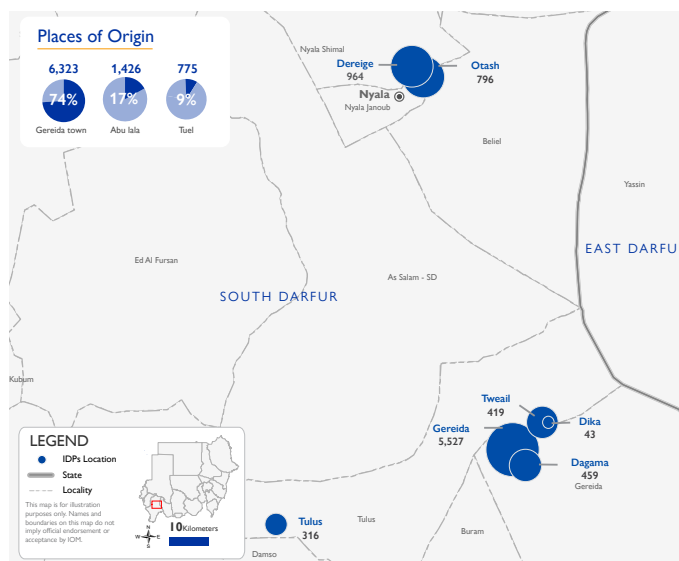 Places of Origin
6,323
1,426
775
74%
17%
9%
Gereida town
Abu lala
Tuel
Nyala Shimal
Dereige
964
Otash
796
Nyala
Nyala Janoub
Beliel
Yassin
EAST DARFU
Ed Al Fursan
As Salam - SD
SOUTH DARFUR
Kubum
Tweail
419
Dika
43
Gereida
5,527
Dagama
459
Gereida
Tulus
316
Tulus
Buram
Damso
LEGEND
IDPs Location
State
Locality
This map is for illustration
purposes only. Names and
boundaries on this map do not
imply official endorsement or
acceptance by IOM.
N
W
E
S
10 Kilometers